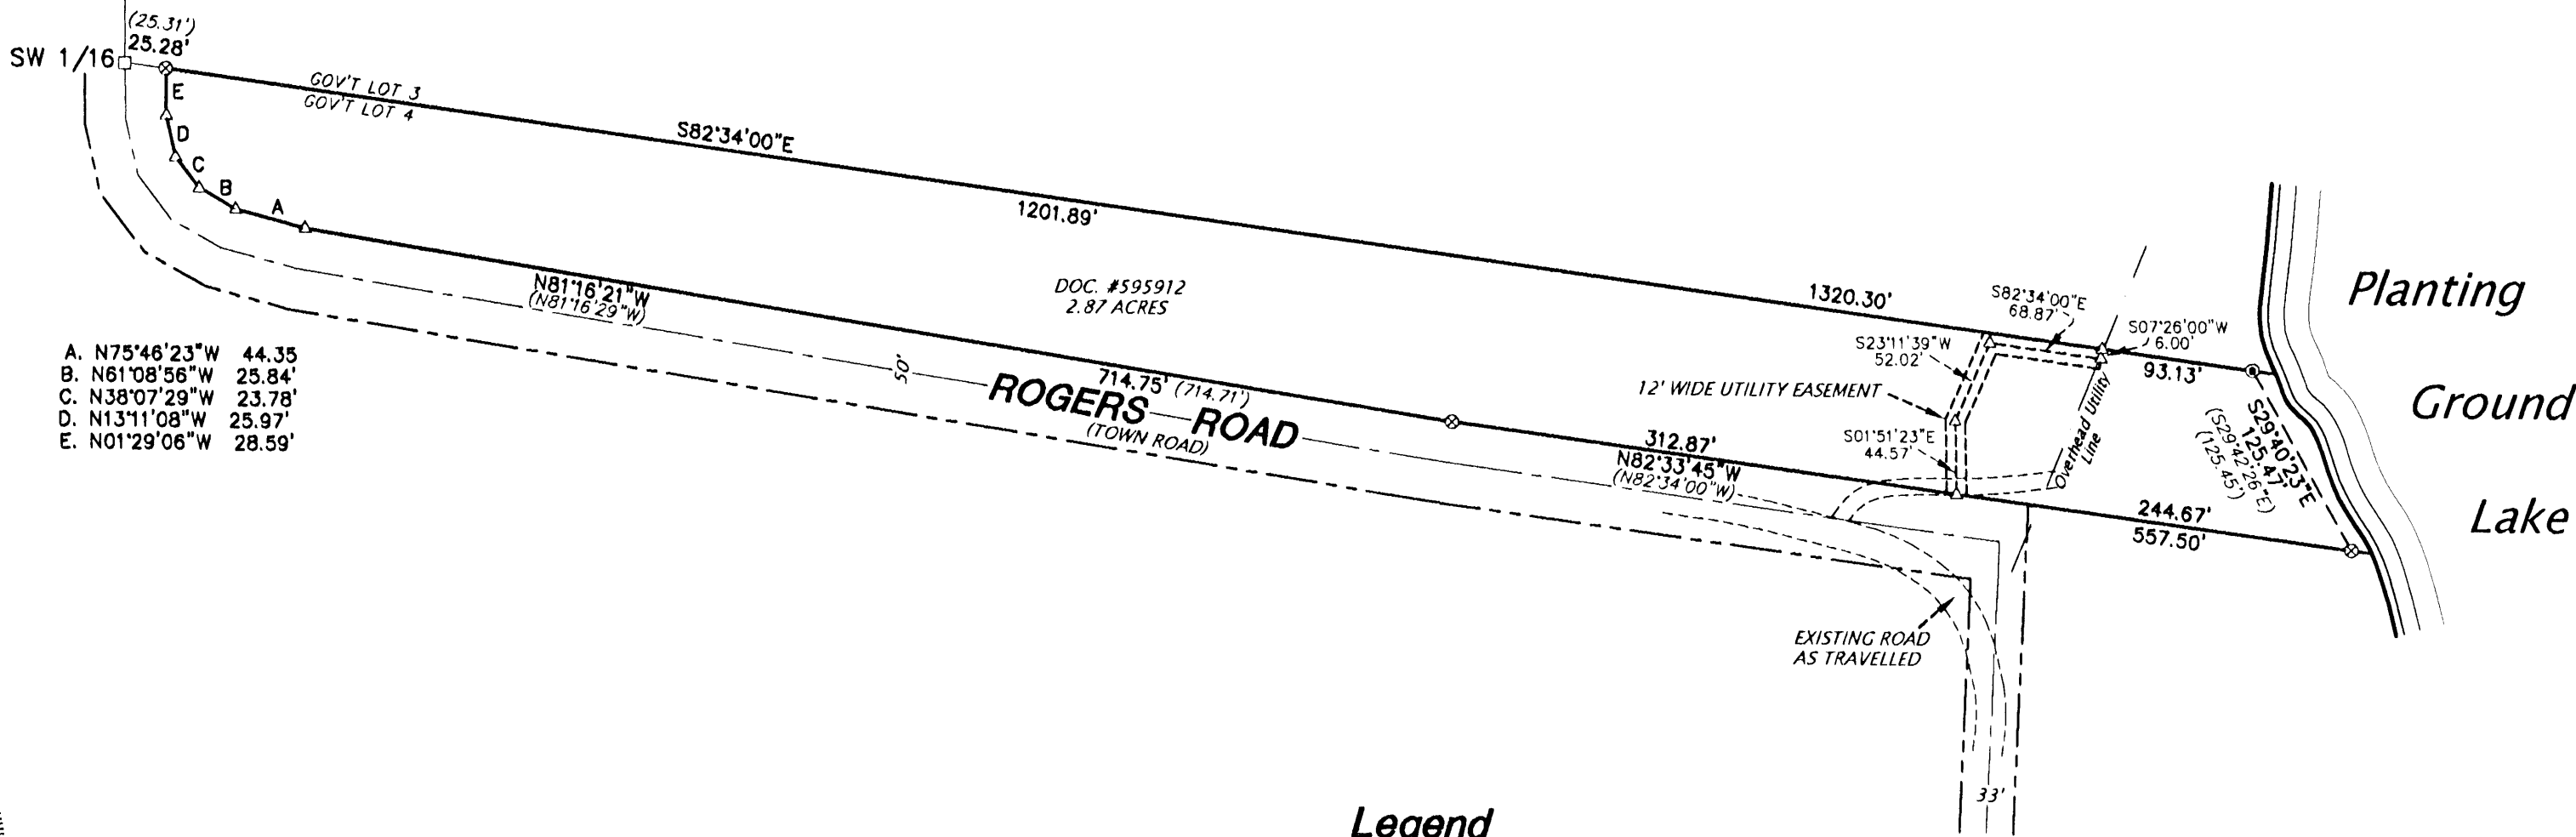 (25.31')
25.28'
SW 1/16
E
D
C
B
A
GOV'T LOT 3
GOV'T LOT 4
S82°34'00"E
1201.89'
1320.30'
S82°34'00"E
68.87'
S07°26'00"W
6.00'
93.13'
S23°11'39"W
52.02'
12' WIDE UTILITY EASEMENT
S01°51'23"E
44.57'
Overhead Utility
Line
S29°40'23"E
125.47'
(S29°42'26"E)
(125.45')
Planting
Ground
Lake
DOC. #595912
2.87 ACRES
N81°16'21"W
(N81°16'29"W)
714.75' (714.71')
50'
ROGERS ROAD
(TOWN ROAD)
312.87'
N82°33'45"W
(N82°34'00"W)
244.67'
557.50'
A. N75°46'23"W 44.35
B. N61°08'56"W 25.84'
C. N38°07'29"W 23.78'
D. N13°11'08"W 25.97'
E. N01°29'06"W 28.59'
EXISTING ROAD
AS TRAVELLED
33'
Legend